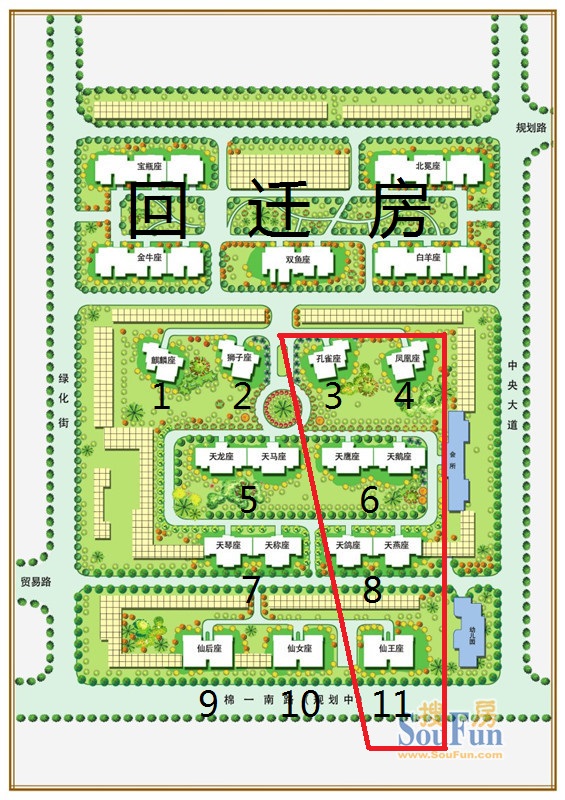 规划路
宝瓶座
北冕座
回迁房
金牛座
双鱼座
白羊座
麒麟座
狮子座
孔雀座
凤凰座
1
2
3
4
绿化街
中央大道
天龙座
天马座
天鹰座
天鹅座
会所
5
6
天琴座
天称座
天鸽座
天燕座
贸易路
7
8
幼儿园
仙后座
仙女座
仙王座
9
10
11
棉一南路(规划中)
搜房
SouFun
www.SouFun.com